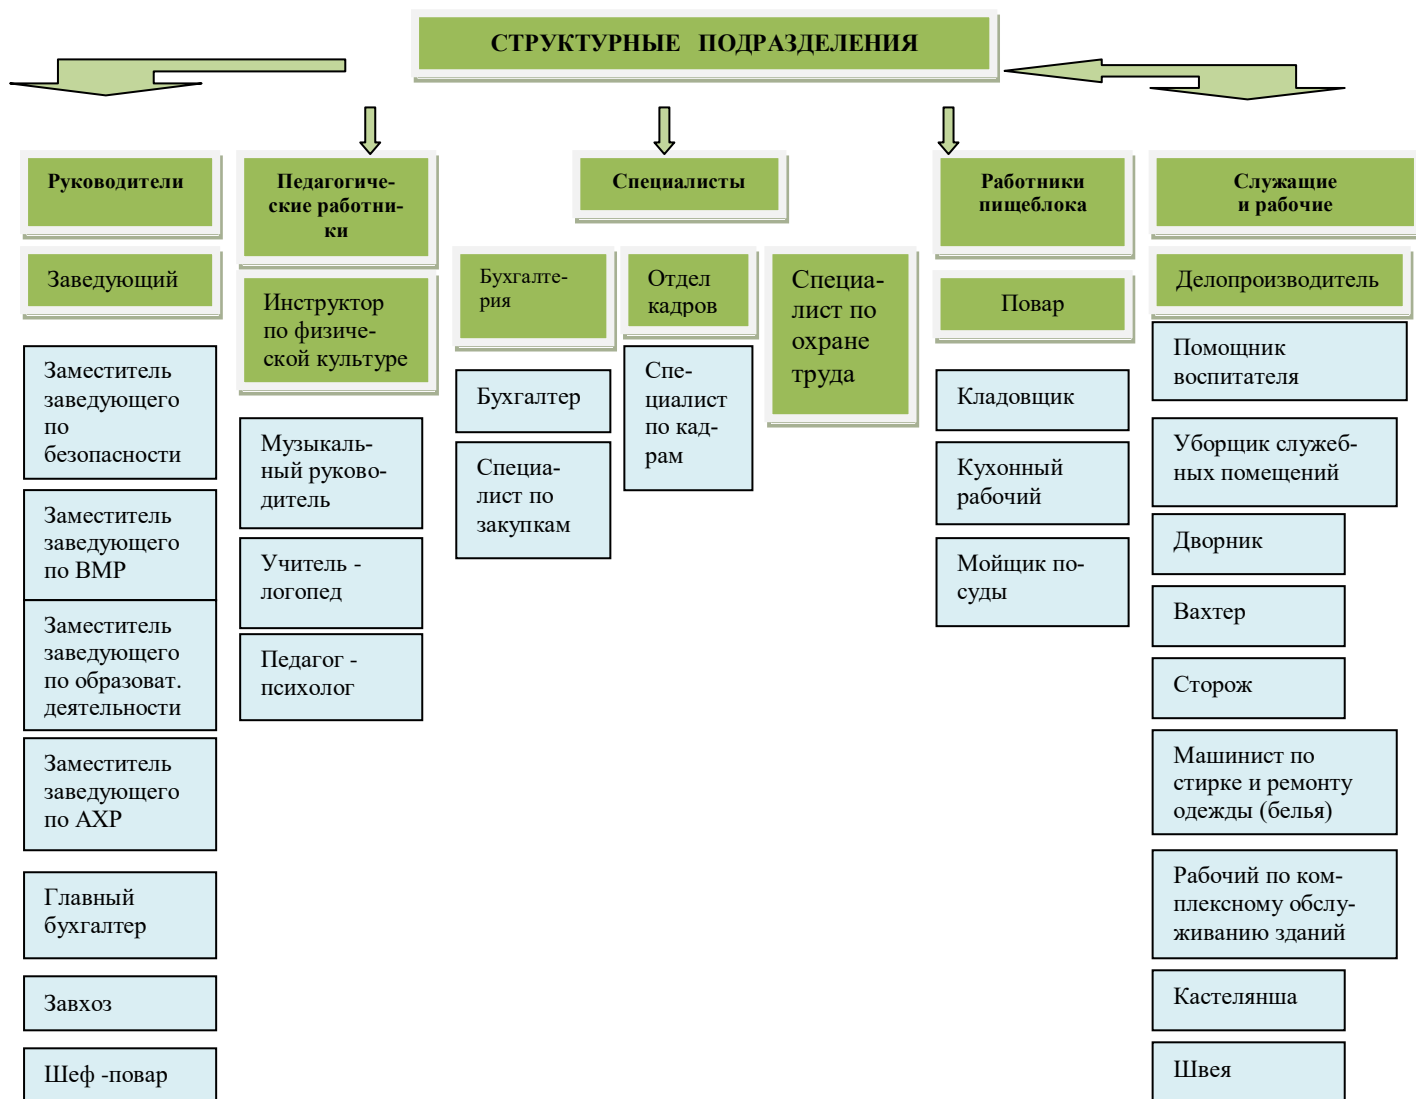 СТРУКТУРНЫЕ ПОДРАЗДЕЛЕНИЯ
Руководители
Заведующий
Заместитель
заведующего
по
безопасности
Заместитель
заведующего
по ВМР
Заместитель
заведующего
по образоват.
деятельности
Заместитель
заведующего
по АХР
Главный
бухгалтер
Завхоз
Шеф -повар
Педагогиче-
ские работни-
ки
Инструктор
по физиче-
ской культуре
Музыкаль-
ный руково-
дитель
Учитель -
логопед
Педагог -
психолог
Специалисты
Бухгалте-
рия
Бухгалтер
Специа-
лист по
закупкам
Отдел
кадров
Спе-
циалист
по кад-
рам
Специа-
лист по
охране
труда
Работники
пищеблока
Повар
Кладовщик
Кухонный
рабочий
Мойщик по-
суды
Служащие
и рабочие
Делопроизводитель
Помощник
воспитателя
Уборщик служеб-
ных помещений
Дворник
Вахтер
Сторож
Машинист по
стирке и ремонту
одежды (белья)
Рабочий по ком-
плексному обслу-
живанию зданий
Кастелянша
Швея